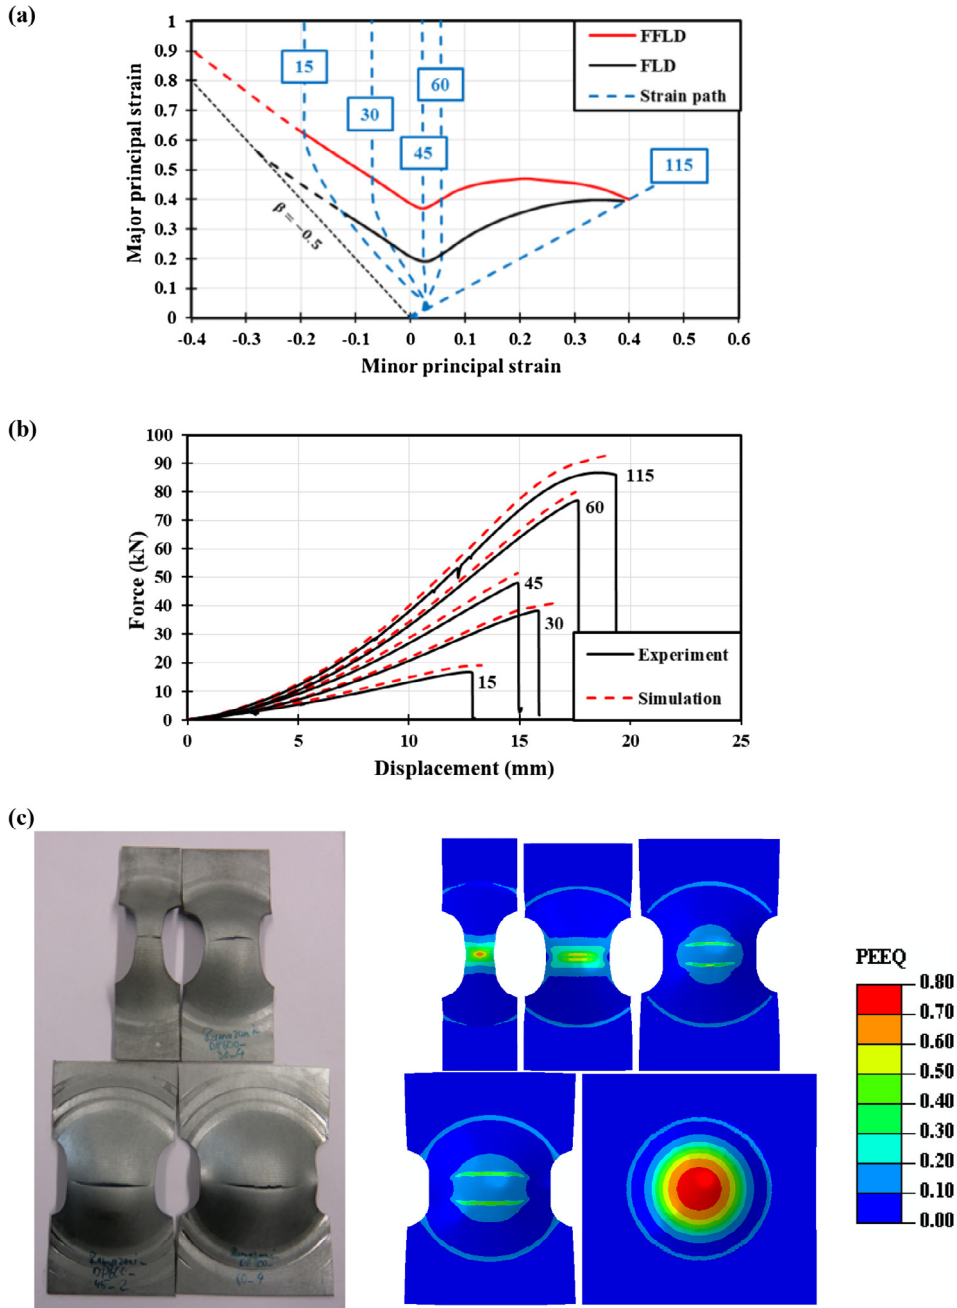 (a)
Major principal strain
1
0.9
0.8
0.7
0.6
0.5
0.4
0.3
0.2
0.1
0
-0.4 -0.3 -0.2 -0.1 0 0.1 0.2 0.3 0.4 0.5 0.6
Minor principal strain
15
30
45
60
115
β = −0.5
FFLD
FLD
Strain path
(b)
Force (kN)
100
90
80
70
60
50
40
30
20
10
0
0 5 10 15 20 25
Displacement (mm)
115
60
45
30
15
Experiment
Simulation
(c)
PEEQ
0.80
0.70
0.60
0.50
0.40
0.30
0.20
0.10
0.00